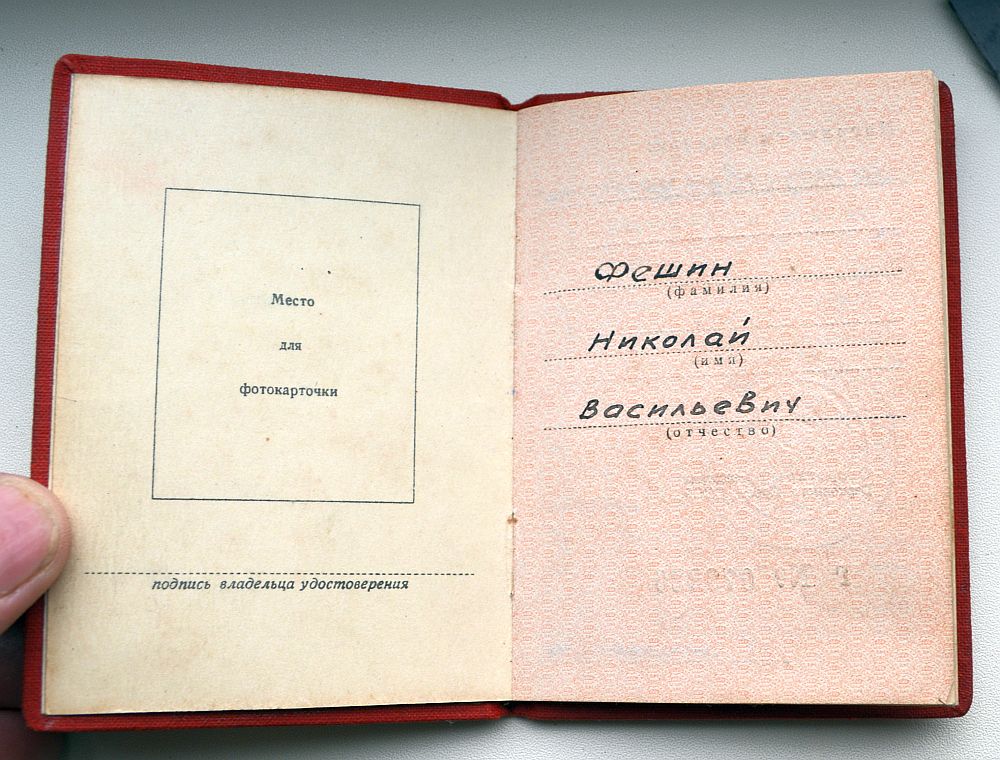 Место
для
фотокарточки
подпись владельца удостоверения
Фешин
(фамилия)
Николай
(имя)
Васильевич
(отчество)